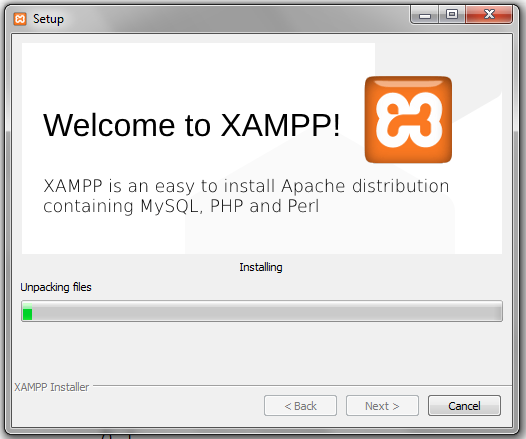 Setup
Welcome to XAMPP!
XAMPP is an easy to install Apache distribution
containing MySQL, PHP and Perl
Installing
Unpacking files
XAMPP Installer
< Back
Next >
Cancel